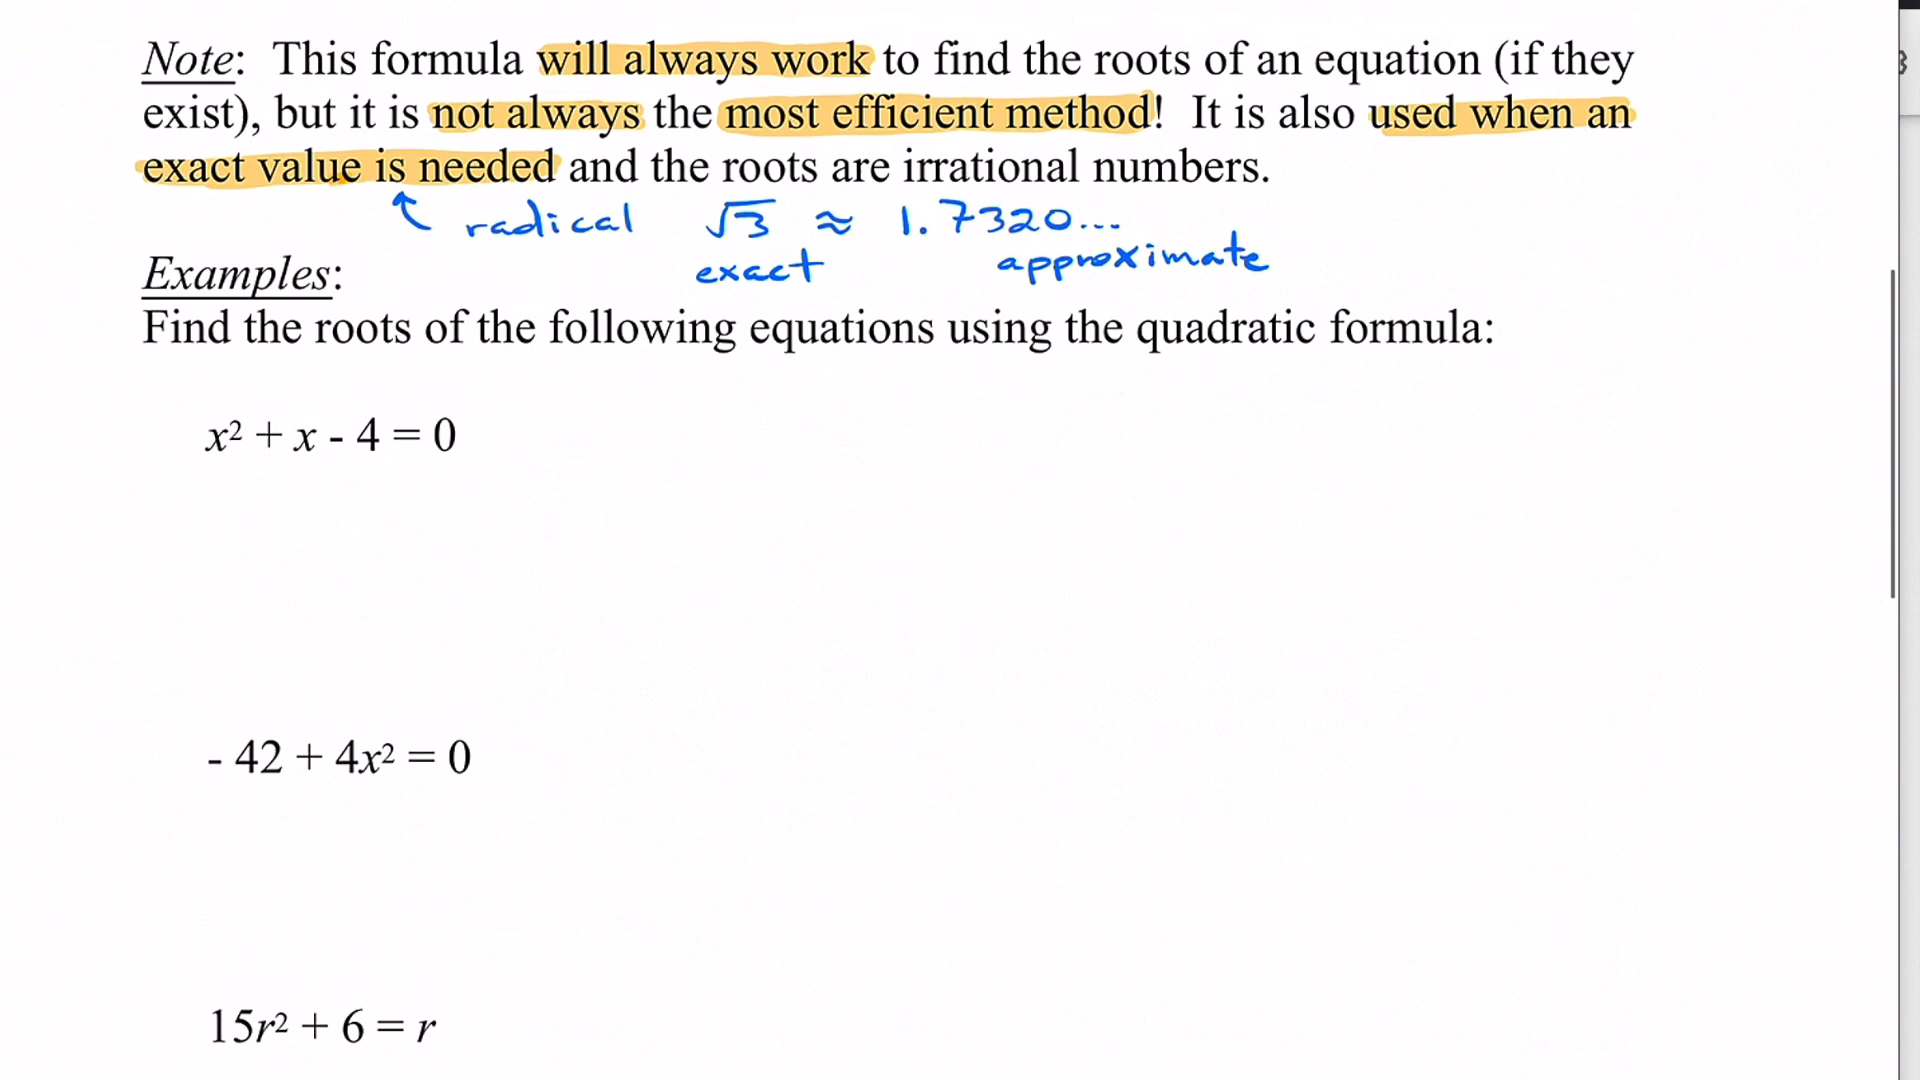 Note: This formula will always work to find the roots of an equation (if they
exist), but it is not always the most efficient method! It is also used when an
exact value is needed and the roots are irrational numbers.
radical √3 ≈ 1.7320...
exact approximate
Examples:
Find the roots of the following equations using the quadratic formula:
x² + x - 4 = 0
- 42 + 4x² = 0
15r² + 6 = r